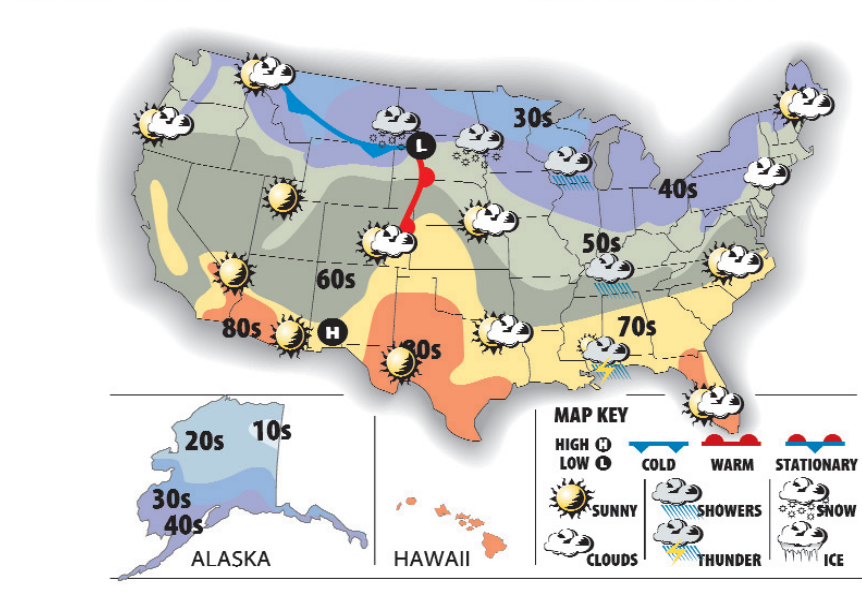 30s
40s
50s
60s
80s
H
L
80s
70s
20s
10s
30s
40s
ALASKA
HAWAII
MAP KEY
HIGH H
LOW L
COLD
WARM
STATIONARY
SUNNY
SHOWERS
SNOW
CLOUDS
THUNDER
ICE